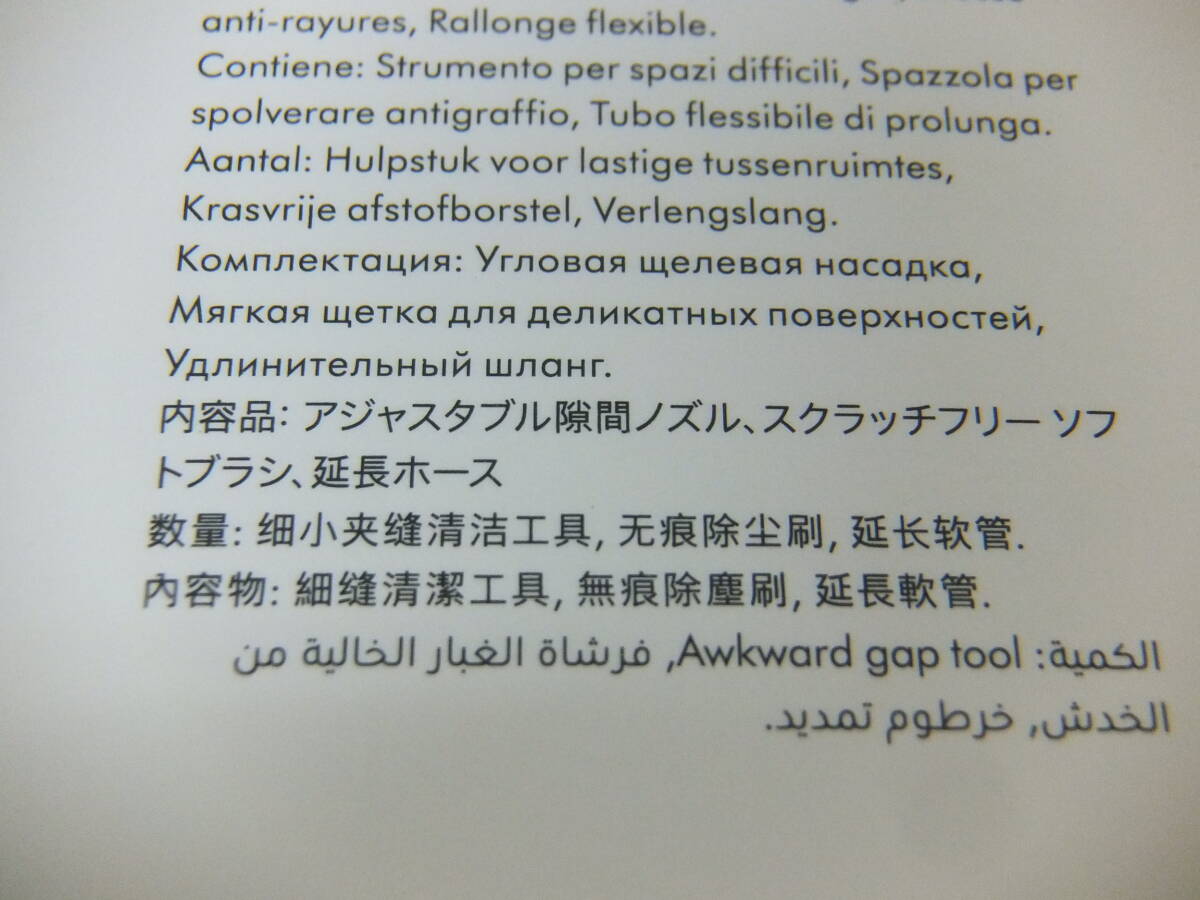 anti-rayures, Rallonge flexible.
Contiene: Strumento per spazi difficili, Spazzola per
spolverare antigraffio, Tubo flessibile di prolunga.
Aantal: Hulpstuk voor lastige tussenruimtes,
Krasvrije afstofborstel, Verlengslang.
Комплектация: Угловая щелевая насадка,
Мягкая щетка для деликатных поверхностей,
Удлинительный шланг.
内容品: アジャスタブル隙間ノズル、スクラッチフリー ソフ
トブラシ、延長ホース
数量: 细小夹缝清洁工具, 无痕除尘刷, 延长软管.
內容物: 細缝清潔工具, 無痕除塵刷, 延長軟管.
الكمية: Awkward gap tool, فرشاة الغبار الخالية من
الخدش, خرطوم تمديد.